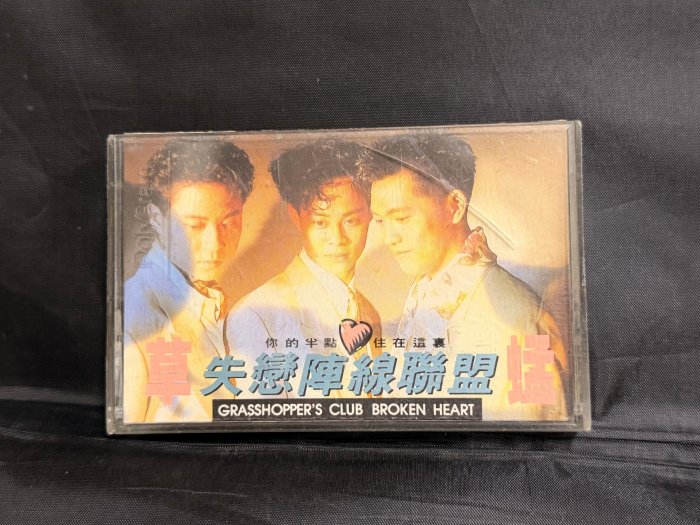 你的半點 住在這裏
草 失戀陣線聯盟 蜢
GRASSHOPPER'S CLUB BROKEN HEART